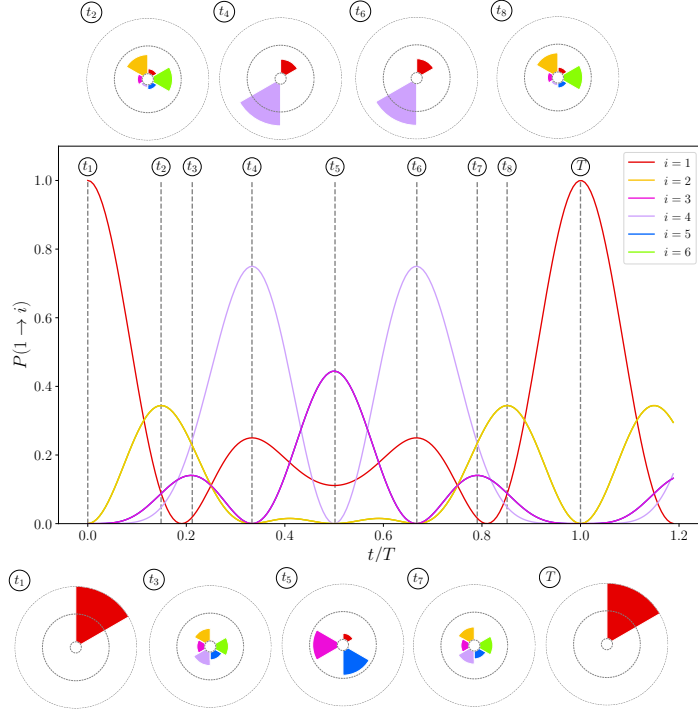 t₂ t₄ t₆ t₈
t₁ t₂ t₃ t₄ t₅ t₆ t₇ t₈ T
1.0
0.8
0.6
0.4
0.2
0.0
P(1 → i)
i = 1
i = 2
i = 3
i = 4
i = 5
i = 6
0.0 0.2 0.4 0.6 0.8 1.0 1.2
t/T
t₁ t₃ t₅ t₇ T